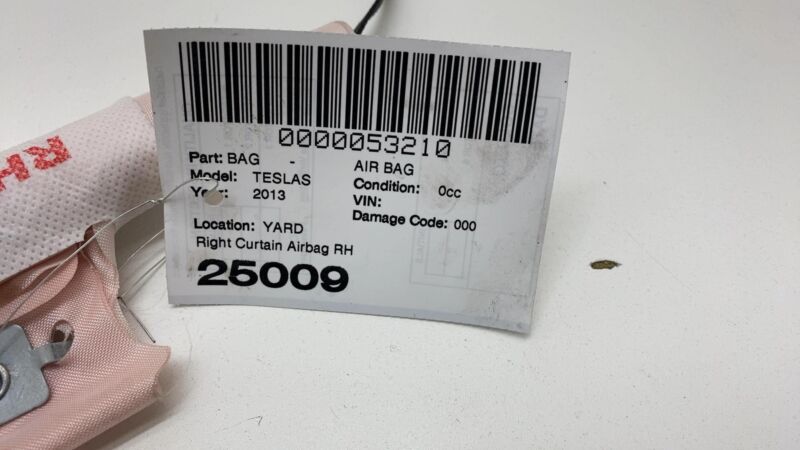 0000053210
Part: BAG - AIR BAG
Model: TESLAS Condition: 0cc
Year: 2013 VIN:
Damage Code: 000
Location: YARD
Right Curtain Airbag RH
25009
RH